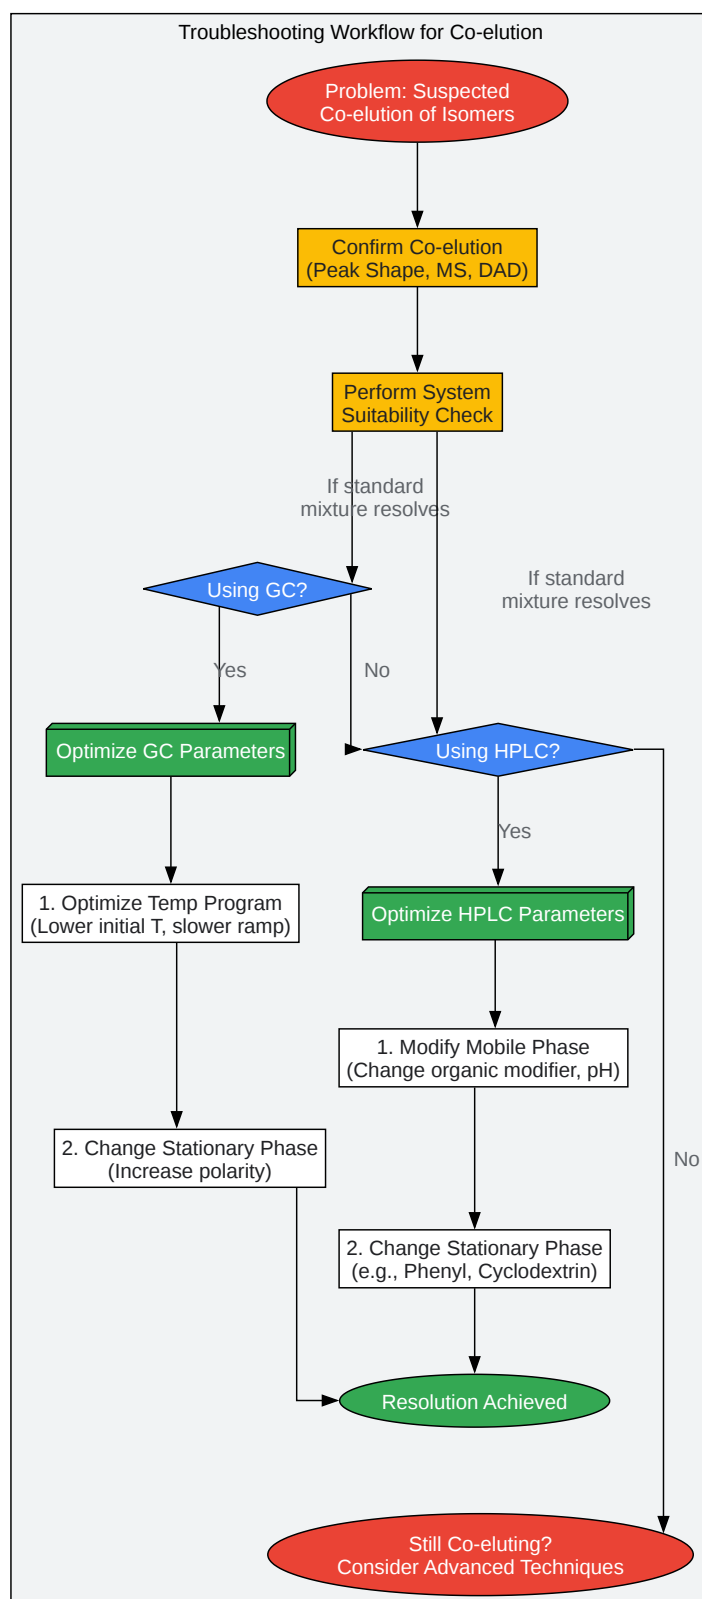 Troubleshooting Workflow for Co-elution
Problem: Suspected
Co-elution of Isomers
Confirm Co-elution
(Peak Shape, MS, DAD)
Perform System
Suitability Check
If standard
mixture resolves
If standard
mixture resolves
Using GC?
Yes
No
Optimize GC Parameters
Using HPLC?
Yes
1. Optimize Temp Program
(Lower initial T, slower ramp)
Optimize HPLC Parameters
1. Modify Mobile Phase
(Change organic modifier, pH)
2. Change Stationary Phase
(Increase polarity)
No
2. Change Stationary Phase
(e.g., Phenyl, Cyclodextrin)
Resolution Achieved
Still Co-eluting?
Consider Advanced Techniques